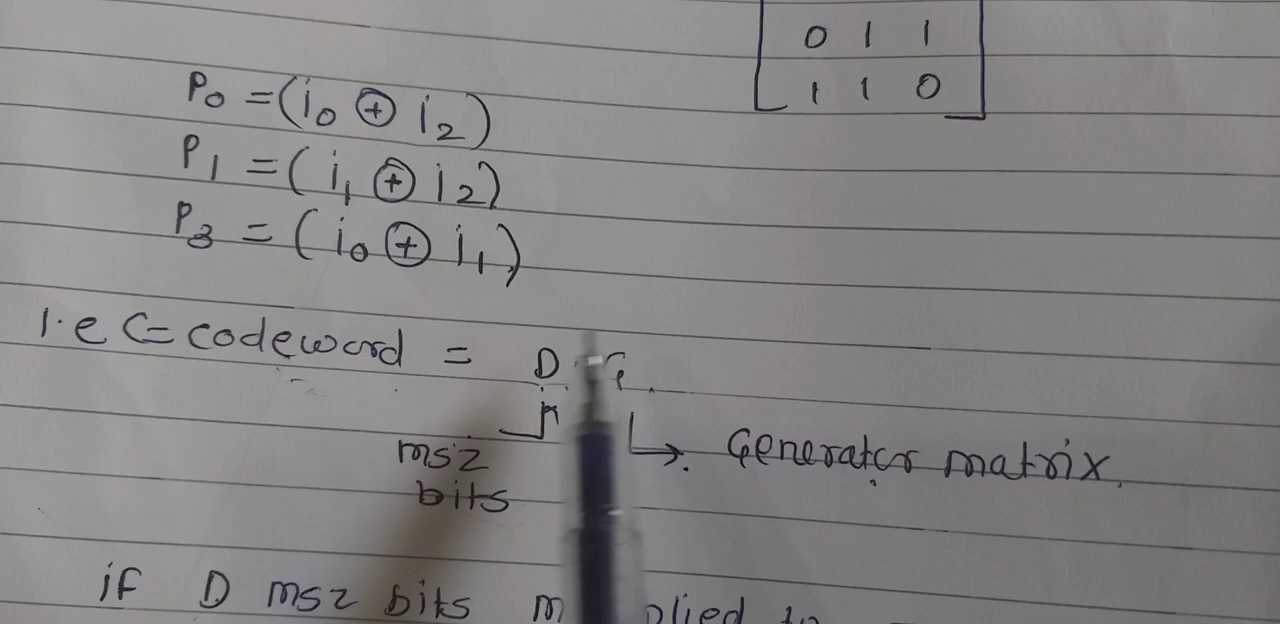 0 1 1
1 1 0
P0 = (i0 ⊕ i2)
P1 = (i1 ⊕ i2)
P3 = (i0 ⊕ i1)
i.e C = codeword = D . G .
msz bits
Generator matrix.
if D msz bits